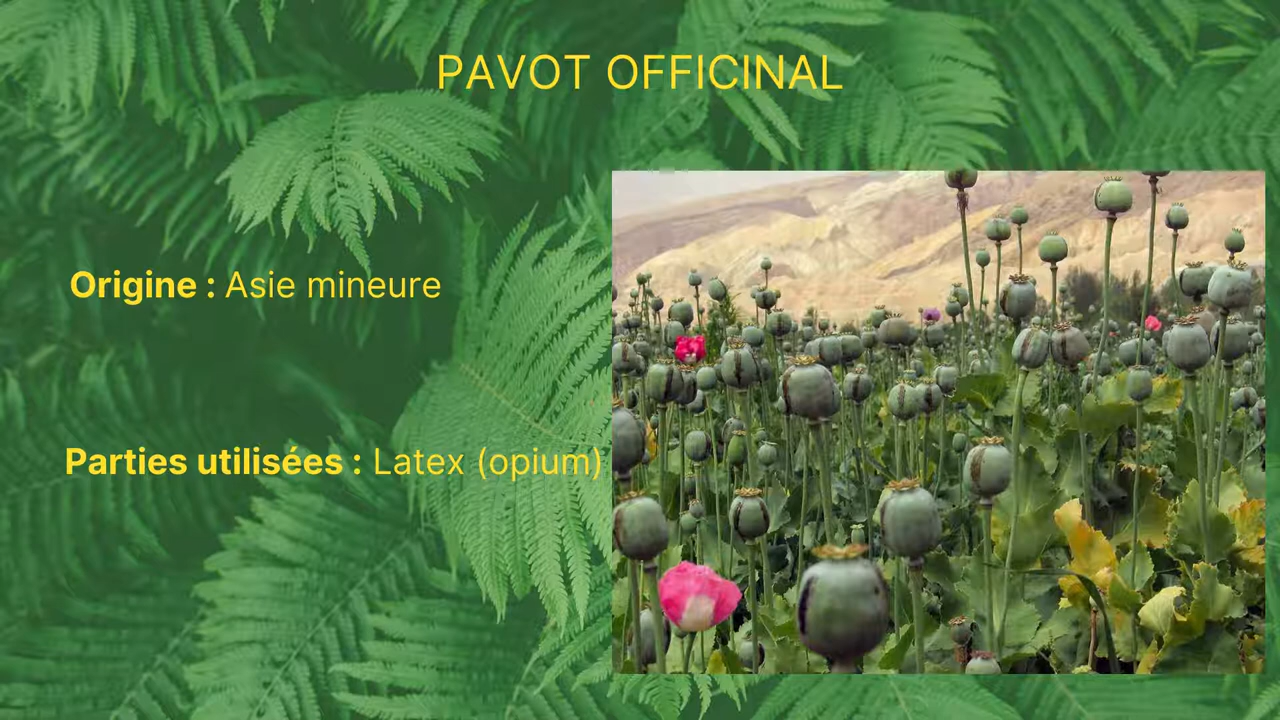 PAVOT OFFICINAL
Origine : Asie mineure
Parties utilisées : Latex (opium)